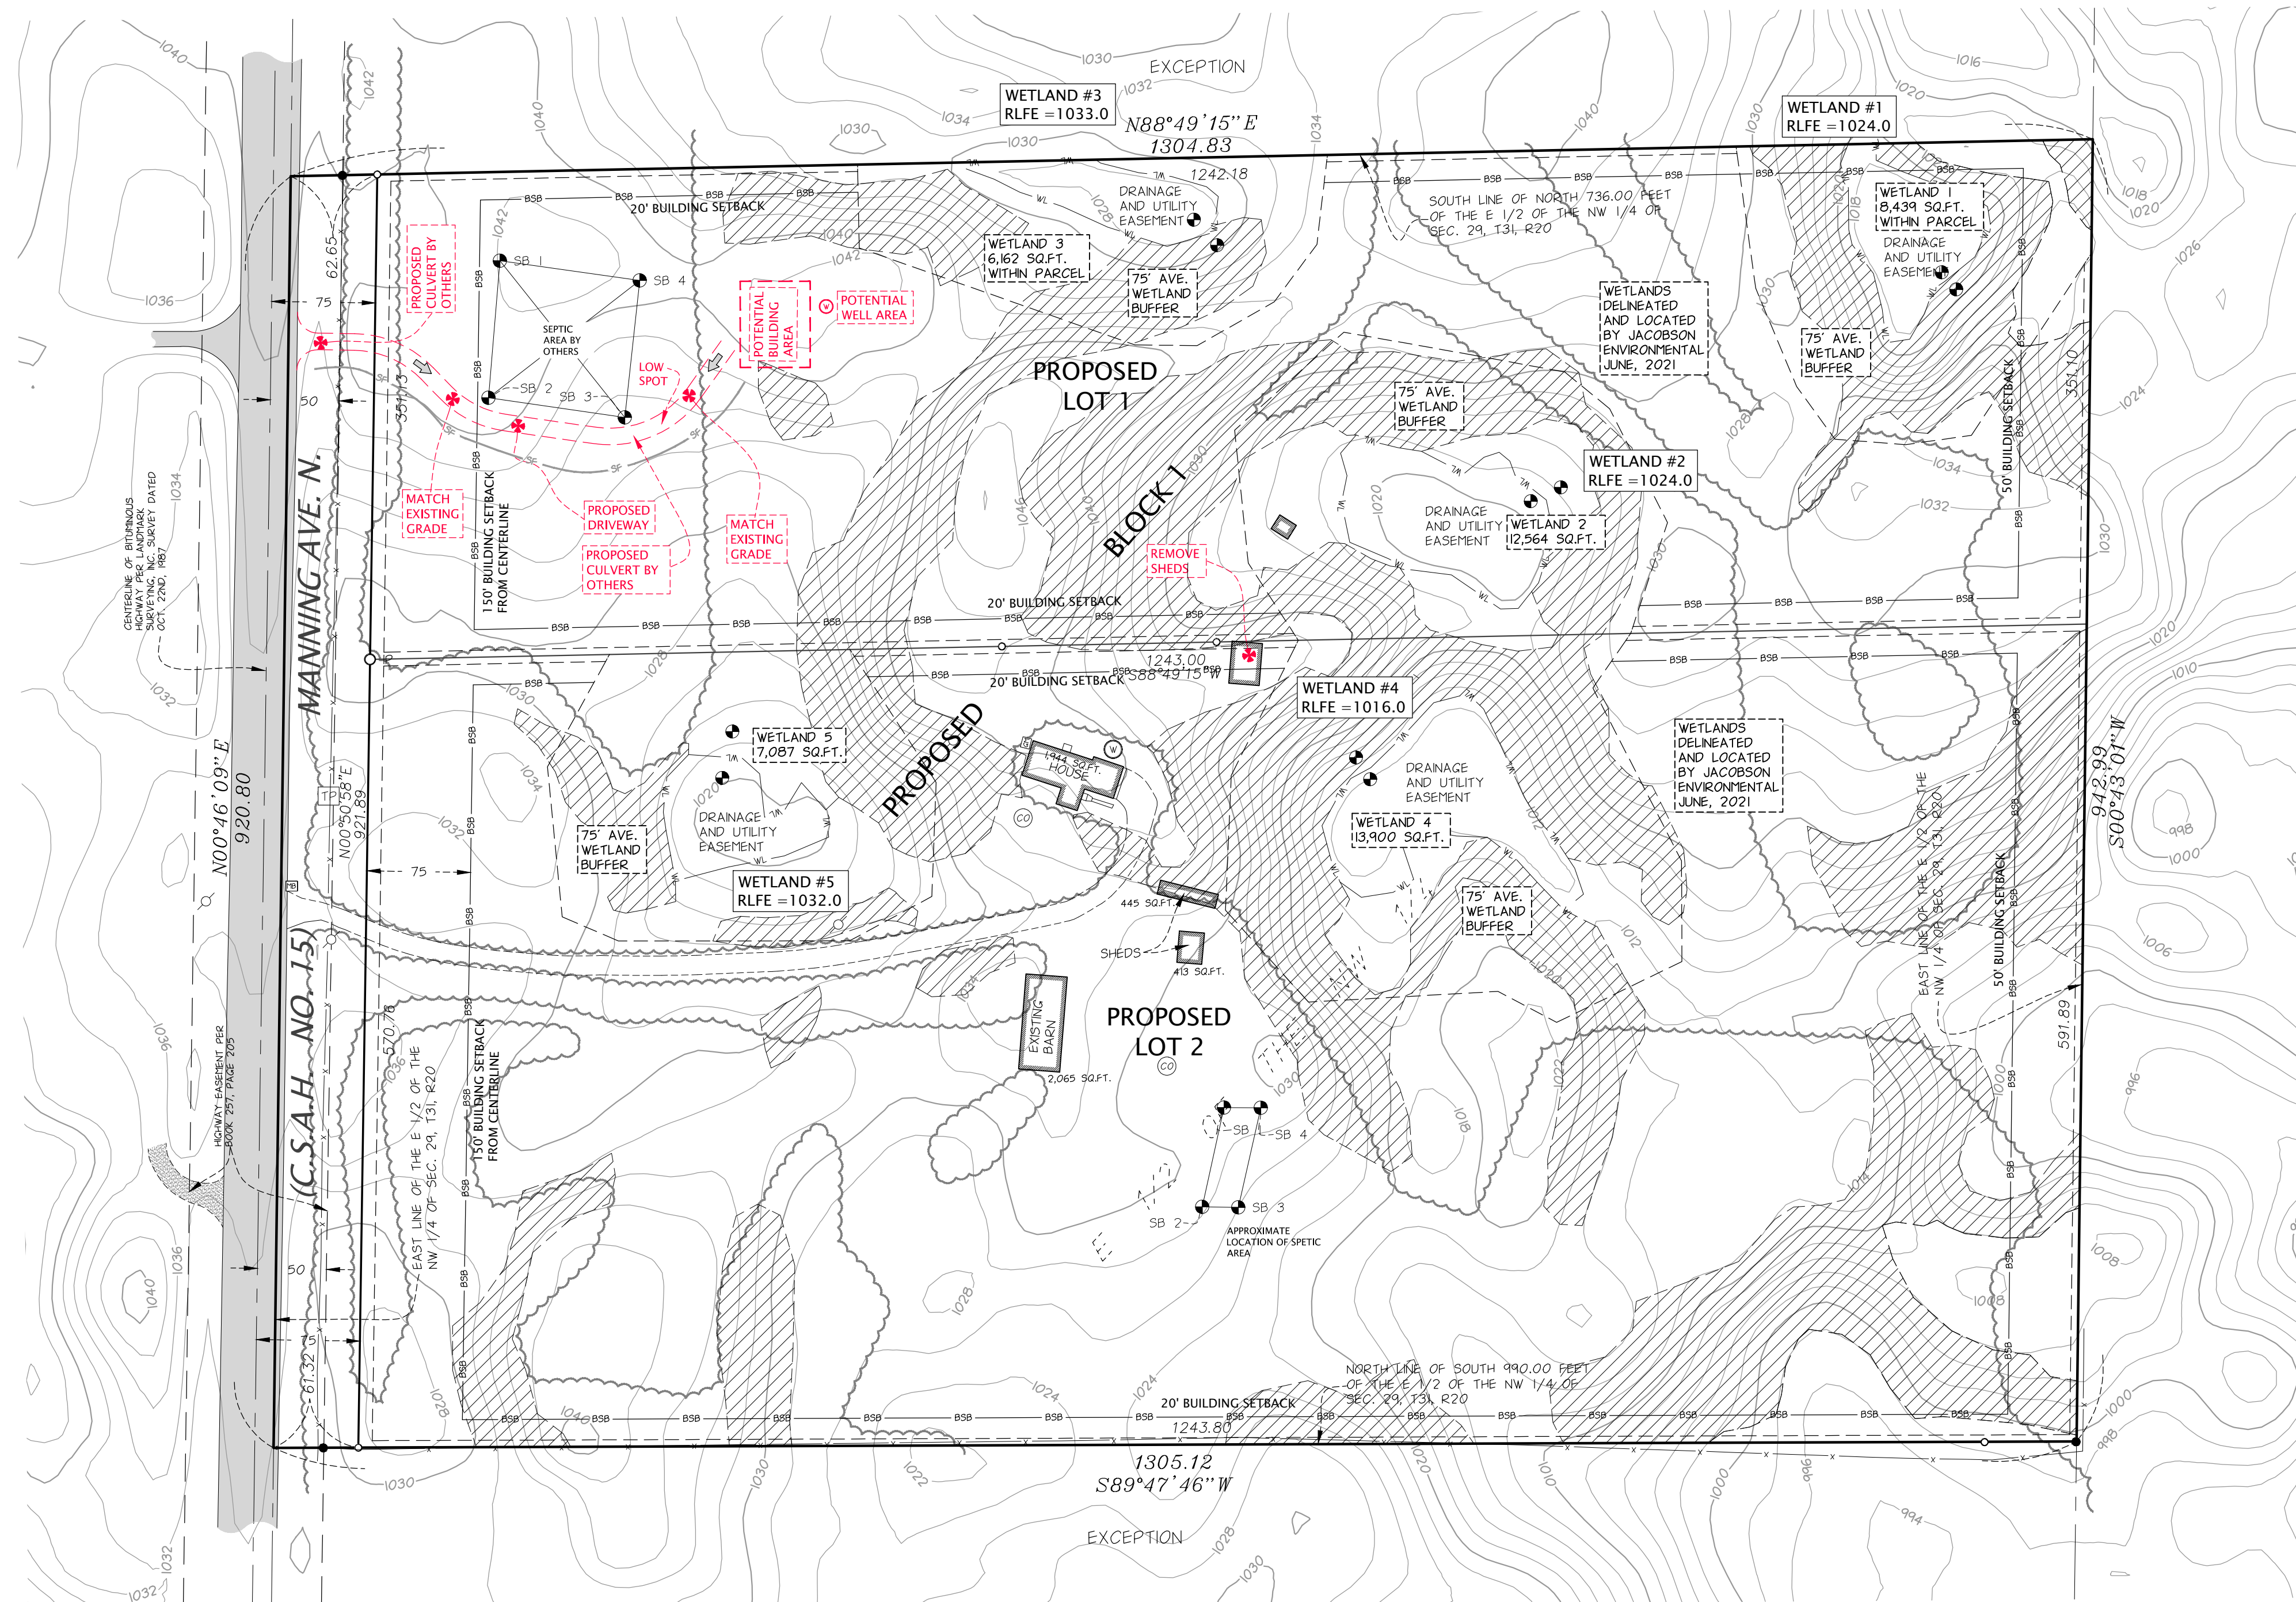 EXCEPTION
WETLAND #3
RLFE =1033.0
N88°49'15"E
1304.83
1242.18
WETLAND #1
RLFE =1024.0
DRAINAGE
AND UTILITY
EASEMENT
WETLAND 1
8,439 SQ.FT.
WITHIN PARCEL
DRAINAGE
AND UTILITY
EASEMENT
SOUTH LINE OF NORTH 736.00 FEET
OF THE E 1/2 OF THE NW 1/4 OF
SEC. 29, T31, R20
20' BUILDING SETBACK
BSB
62.65
75
PROPOSED
CULVERT BY
OTHERS
SB 1
SB 4
SEPTIC
AREA BY
OTHERS
SB 2
SB 3
LOW
SPOT
POTENTIAL
BUILDING
AREA
W
POTENTIAL
WELL AREA
WETLAND 3
6,162 SQ.FT.
WITHIN PARCEL
75' AVE.
WETLAND
BUFFER
WETLANDS
DELINEATED
AND LOCATED
BY JACOBSON
ENVIRONMENTAL
JUNE, 2021
75' AVE.
WETLAND
BUFFER
50' BUILDING SETBACK
351.10
PROPOSED
LOT 1
75' AVE.
WETLAND
BUFFER
50
351.13
SF
WL
WETLAND #2
RLFE =1024.0
DRAINAGE
AND UTILITY
EASEMENT
WETLAND 2
12,564 SQ.FT.
BLOCK 1
MATCH
EXISTING
GRADE
PROPOSED
DRIVEWAY
PROPOSED
CULVERT BY
OTHERS
MATCH
EXISTING
GRADE
REMOVE
SHEDS
150' BUILDING SETBACK
FROM CENTERLINE
CENTERLINE OF BITUMINOUS
HIGHWAY PER LANDMARK
SURVEYING, INC. SURVEY DATED
OCT. 22ND, 1987
MANNING AVE. N.
20' BUILDING SETBACK
1243.00
S88°49'15"W
20' BUILDING SETBACK
WETLAND #4
RLFE =1016.0
WETLAND 5
7,087 SQ.FT.
PROPOSED
1,944 SQ.FT.
HOUSE
G
W
CO
DRAINAGE
AND UTILITY
EASEMENT
WETLANDS
DELINEATED
AND LOCATED
BY JACOBSON
ENVIRONMENTAL
JUNE, 2021
N00°46'09"E
920.80
TP
N00°50'58"E
921.89
DRAINAGE
AND UTILITY
EASEMENT
75' AVE.
WETLAND
BUFFER
WETLAND #5
RLFE =1032.0
WETLAND 4
13,900 SQ.FT.
75' AVE.
WETLAND
BUFFER
942.99
S00°43'01"W
EAST LINE OF THE E 1/2 OF THE
NW 1/4 OF SEC. 29, T31, R20
50' BUILDING SETBACK
591.89
75
MB
445 SQ.FT.
SHEDS
413 SQ.FT.
(C.S.A.H. NO. 15)
EXISTING
BARN
2,065 SQ.FT.
PROPOSED
LOT 2
CO
570.76
HIGHWAY EASEMENT PER
BOOK 257, PAGE 205
EAST LINE OF THE E 1/2 OF THE
NW 1/4 OF SEC. 29, T31, R20
150' BUILDING SETBACK
FROM CENTERLINE
SB 1
SB 4
SB 2
SB 3
APPROXIMATE
LOCATION OF SPETIC
AREA
50
75
61.32
NORTH LINE OF SOUTH 990.00 FEET
OF THE E 1/2 OF THE NW 1/4 OF
SEC. 29, T31, R20
20' BUILDING SETBACK
1243.80
1305.12
S89°47'46"W
EXCEPTION